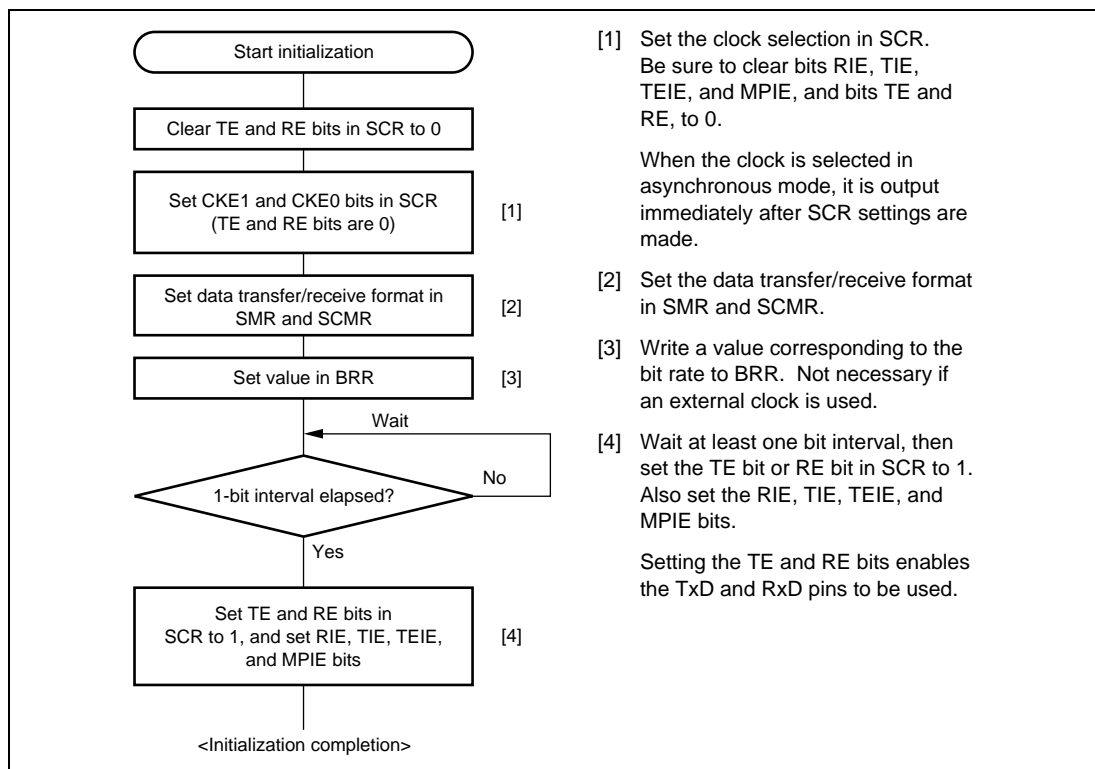 Start initialization
Clear TE and RE bits in SCR to 0
Set CKE1 and CKE0 bits in SCR
(TE and RE bits are 0)
[1]
Set data transfer/receive format in
SMR and SCMR
[2]
Set value in BRR
[3]
Wait
1-bit interval elapsed?
No
Yes
Set TE and RE bits in
SCR to 1, and set RIE, TIE, TEIE,
and MPIE bits
[4]
<Initialization completion>
[1] Set the clock selection in SCR.
Be sure to clear bits RIE, TIE,
TEIE, and MPIE, and bits TE and
RE, to 0.
When the clock is selected in
asynchronous mode, it is output
immediately after SCR settings are
made.
[2] Set the data transfer/receive format
in SMR and SCMR.
[3] Write a value corresponding to the
bit rate to BRR. Not necessary if
an external clock is used.
[4] Wait at least one bit interval, then
set the TE bit or RE bit in SCR to 1.
Also set the RIE, TIE, TEIE, and
MPIE bits.
Setting the TE and RE bits enables
the TxD and RxD pins to be used.